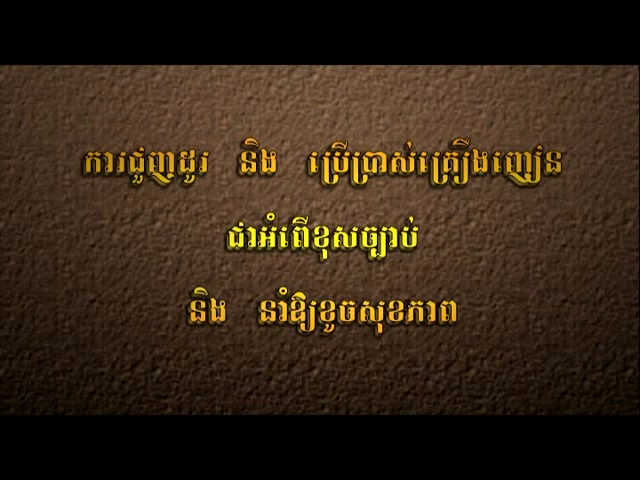 ការជួញដូរ និង ប្រើប្រាស់គ្រឿងញៀន
ជាអំពើខុសច្បាប់
និង នាំឱ្យខូចសុខភាព